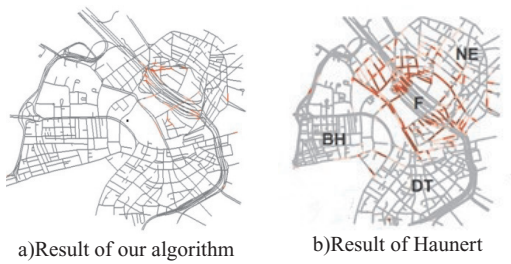 NE
F
BH
DT
a)Result of our algorithm
b)Result of Haunert